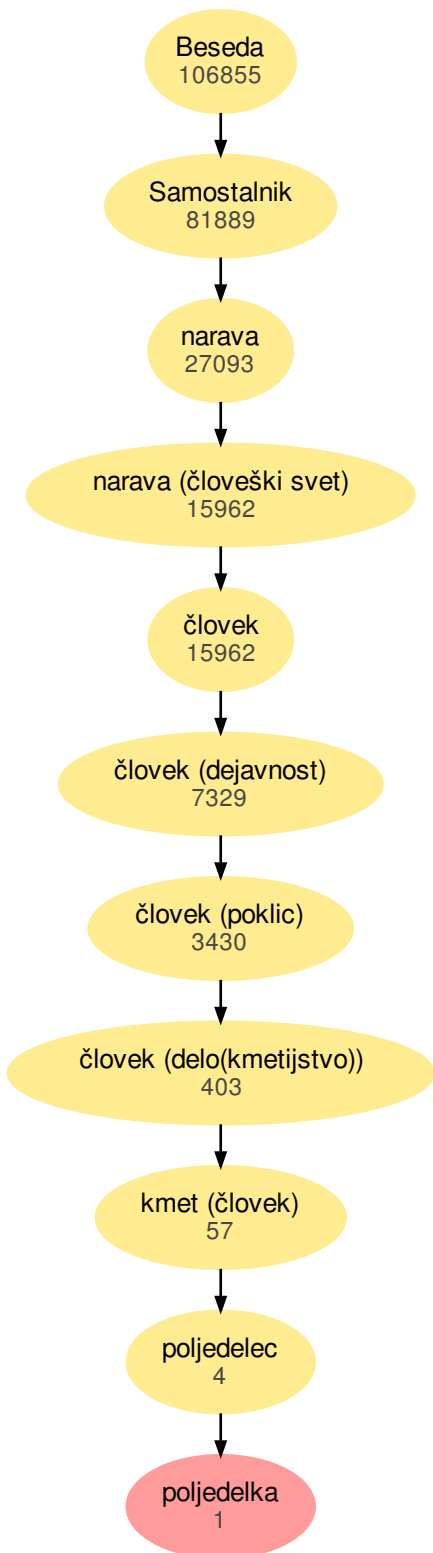 Beseda
106855
Samostalnik
81889
narava
27093
narava (človeški svet)
15962
človek
15962
človek (dejavnost)
7329
človek (poklic)
3430
človek (delo(kmetijstvo))
403
kmet (človek)
57
poljedelec
4
poljedelka
1